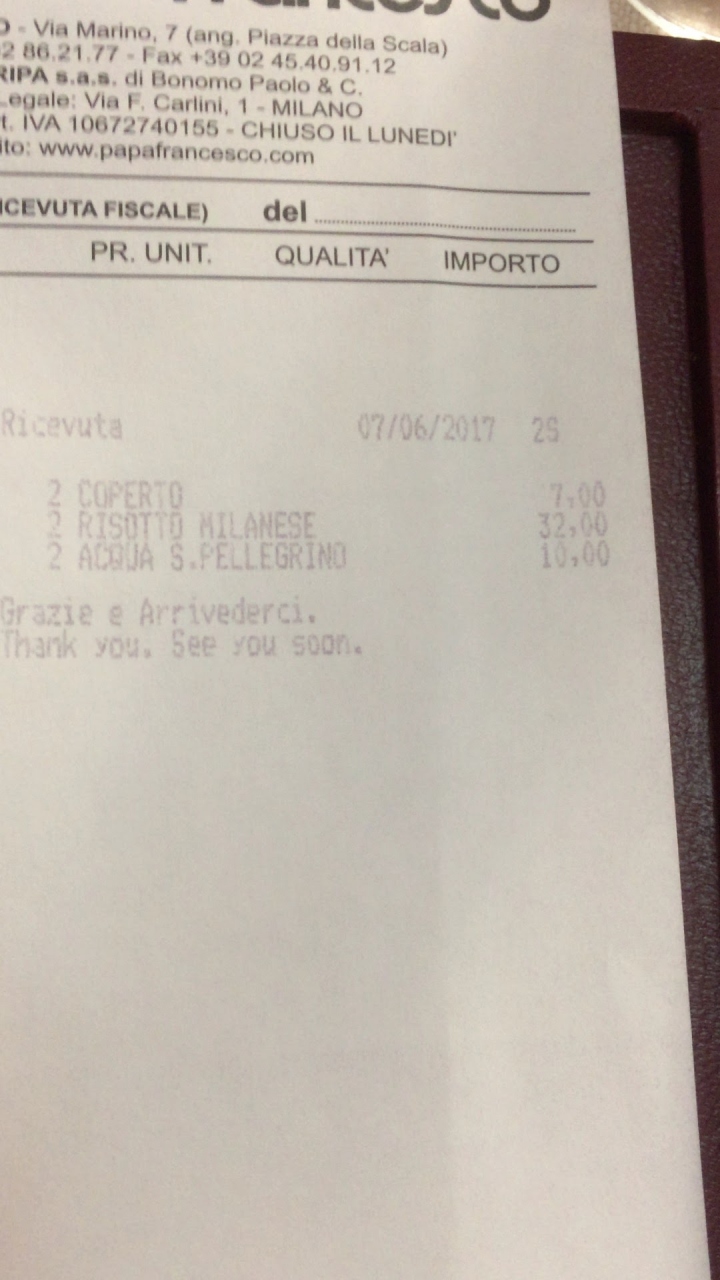 - Via Marino, 7 (ang. Piazza della Scala)
2 86.21.77 - Fax +39 02 45.40.91.12
RIPA s.a.s. di Bonomo Paolo & C.
Legale: Via F. Carlini, 1 - MILANO
t. IVA 10672740155 - CHIUSO IL LUNEDI'
ito: www.papafrancesco.com
ICEVUTA FISCALE) del
PR. UNIT. QUALITA' IMPORTO
Ricevuta 07/06/2017 2S
2 COPERTO 7,00
2 RISOTTO MILANESE 32,00
2 ACQUA S.PELLEGRINO 10,00
Grazie e Arrivederci.
Thank you. See you soon.